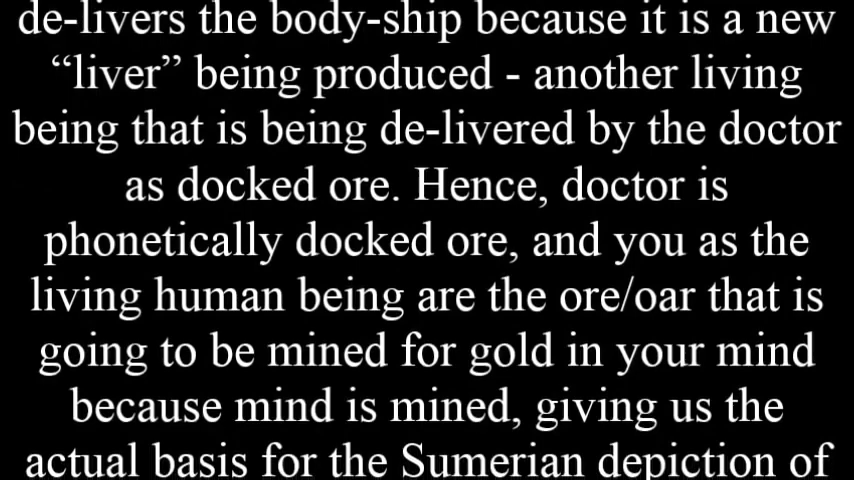 de-livers the body-ship because it is a new
“liver” being produced - another living
being that is being de-livered by the doctor
as docked ore. Hence, doctor is
phonetically docked ore, and you as the
living human being are the ore/oar that is
going to be mined for gold in your mind
because mind is mined, giving us the
actual basis for the Sumerian depiction of